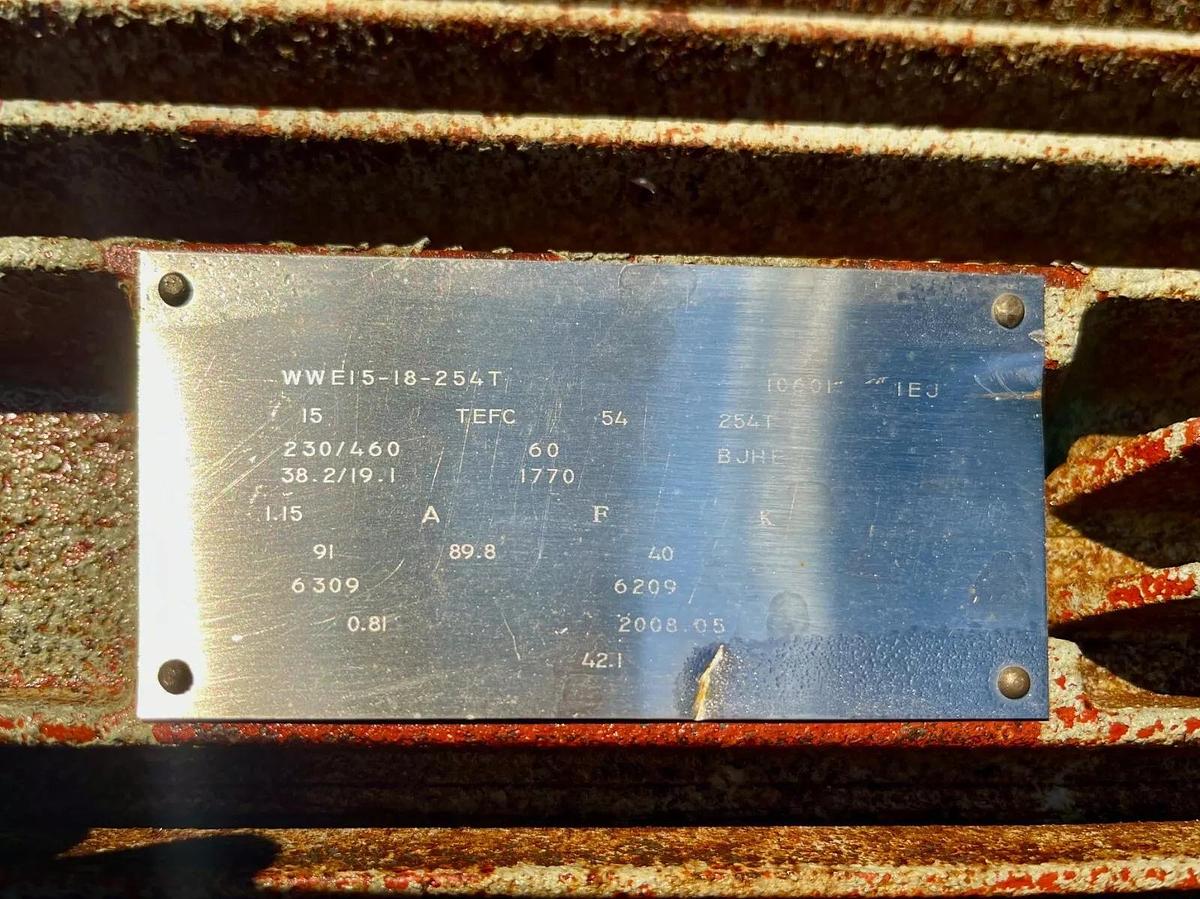 WWE15-18-254T 1EJ
15 TEFC 54 254T
230/460 60 BJHE
38.2/19.1 1770
1.15 A F K
91 89.8 40
6309 6209
0.81 2008.05
42.1